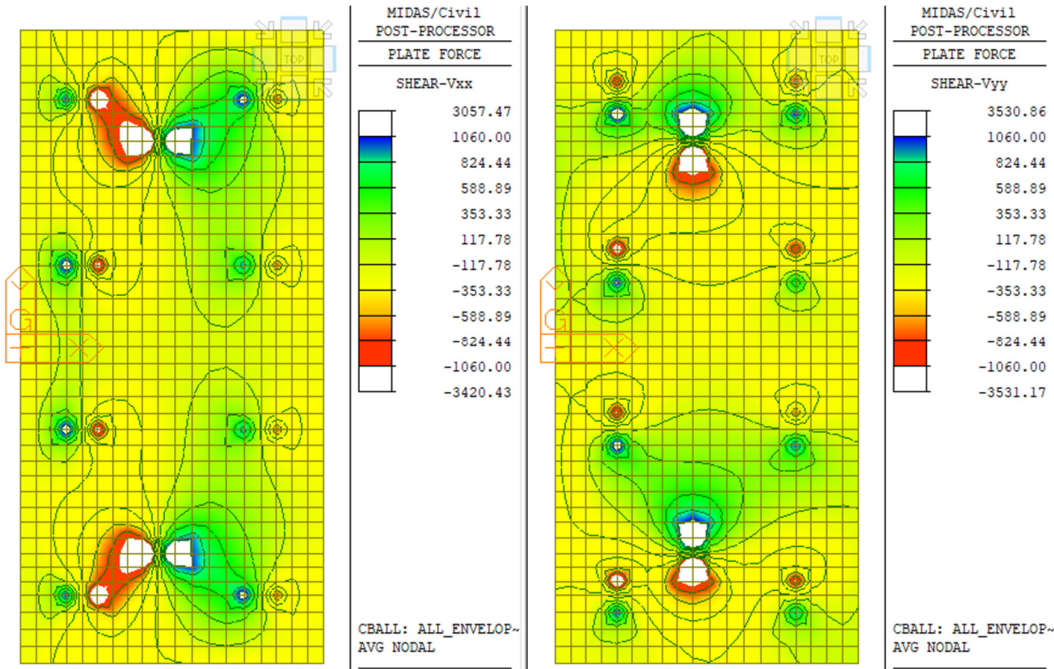 MIDAS/Civil
POST-PROCESSOR
PLATE FORCE
SHEAR-Vxx
3057.47
1060.00
824.44
588.89
353.33
117.78
-117.78
-353.33
-588.89
-824.44
-1060.00
-3420.43
CBALL: ALL_ENVELOP~
AVG NODAL
TOP
MIDAS/Civil
POST-PROCESSOR
PLATE FORCE
SHEAR-Vyy
3530.86
1060.00
824.44
588.89
353.33
117.78
-117.78
-353.33
-588.89
-824.44
-1060.00
-3531.17
CBALL: ALL_ENVELOP~
AVG NODAL
TOP